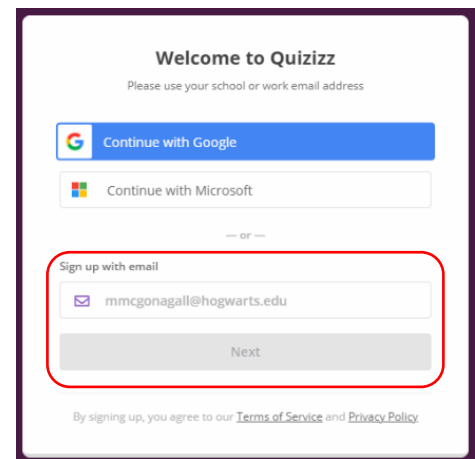 Welcome to Quizizz
Please use your school or work email address
Continue with Google
Continue with Microsoft
— or —
Sign up with email
mmcgonagall@hogwarts.edu
Next
By signing up, you agree to our Terms of Service and Privacy Policy